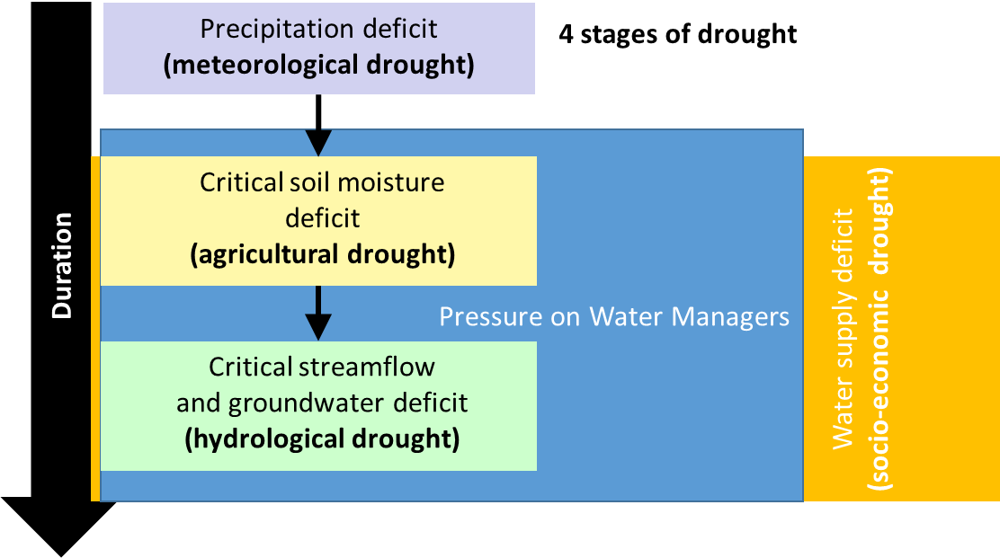 4 stages of drought
Precipitation deficit
(meteorological drought)
Critical soil moisture
deficit
(agricultural drought)
Critical streamflow
and groundwater deficit
(hydrological drought)
Duration
Pressure on Water Managers
Water supply deficit
(socio-economic drought)